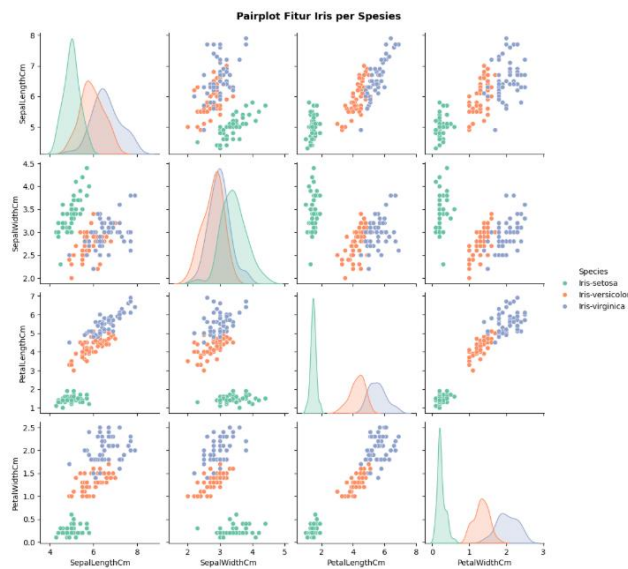 Pairplot Fitur Iris per Spesies
SepalLengthCm
8
7
6
5
SepalWidthCm
4.5
4.0
3.5
3.0
2.5
2.0
Species
Iris-setosa
Iris-versicolor
Iris-virginica
PetalLengthCm
7
6
5
4
3
2
1
PetalWidthCm
2.5
2.0
1.5
1.0
0.5
0.0
4 6 8
2 3 4 5
2 4 6 8
0 1 2 3
SepalLengthCm SepalWidthCm PetalLengthCm PetalWidthCm